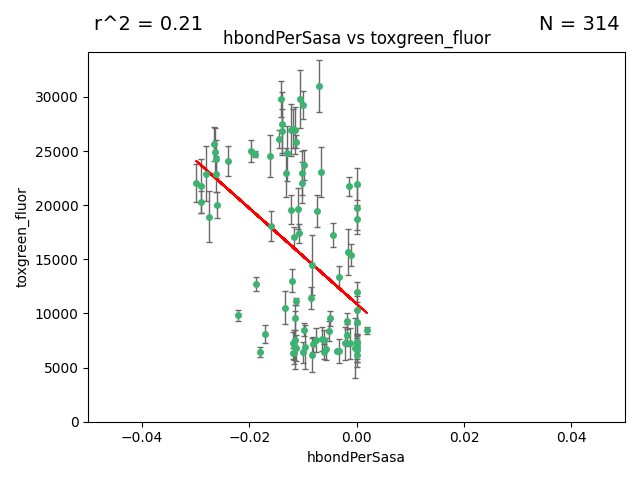 r^2 = 0.21
N = 314
hbondPerSasa vs toxgreen_fluor
30000
25000
20000
15000
10000
5000
0
toxgreen_fluor
−0.04
−0.02
0.00
0.02
0.04
hbondPerSasa